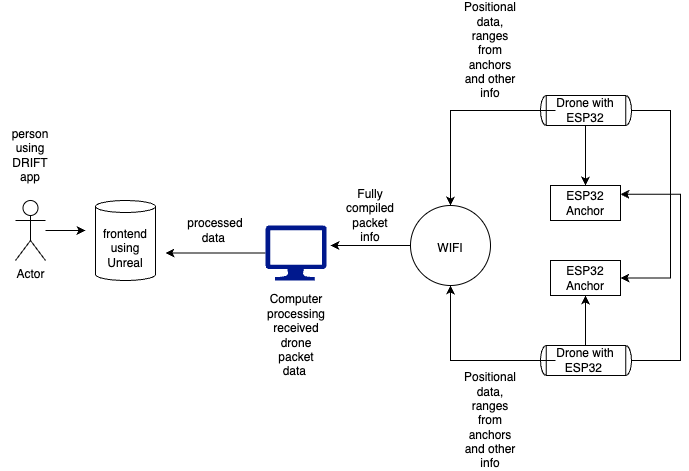 Positional
data,
ranges
from
anchors
and other
info
Drone with
ESP32
person
using
DRIFT
app
Actor
frontend
using
Unreal
processed
data
Computer
processing
received
drone
packet
data
Fully
compiled
packet
info
WIFI
ESP32
Anchor
ESP32
Anchor
Drone with
ESP32
Positional
data,
ranges
from
anchors
and other
info